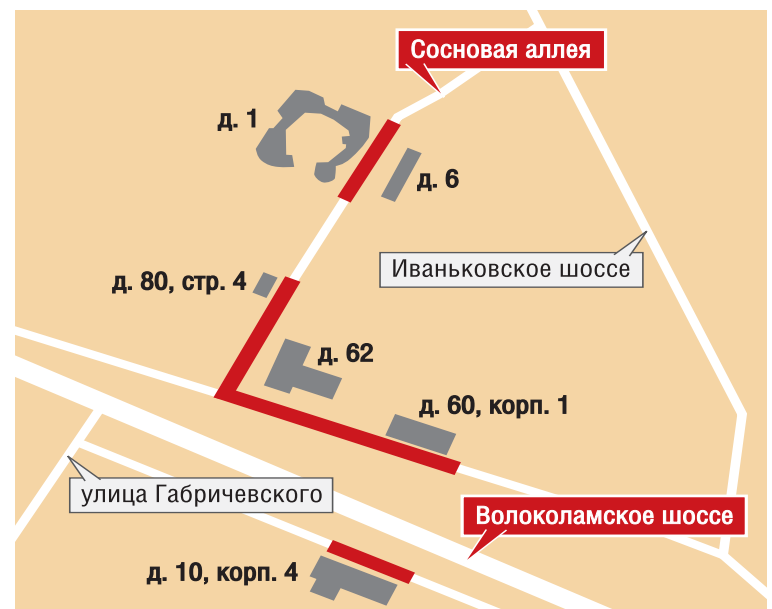 Сосновая аллея
д. 1
д. 6
Иваньковское шоссе
д. 80, стр. 4
д. 62
д. 60, корп. 1
улица Габричевского
Волоколамское шоссе
д. 10, корп. 4